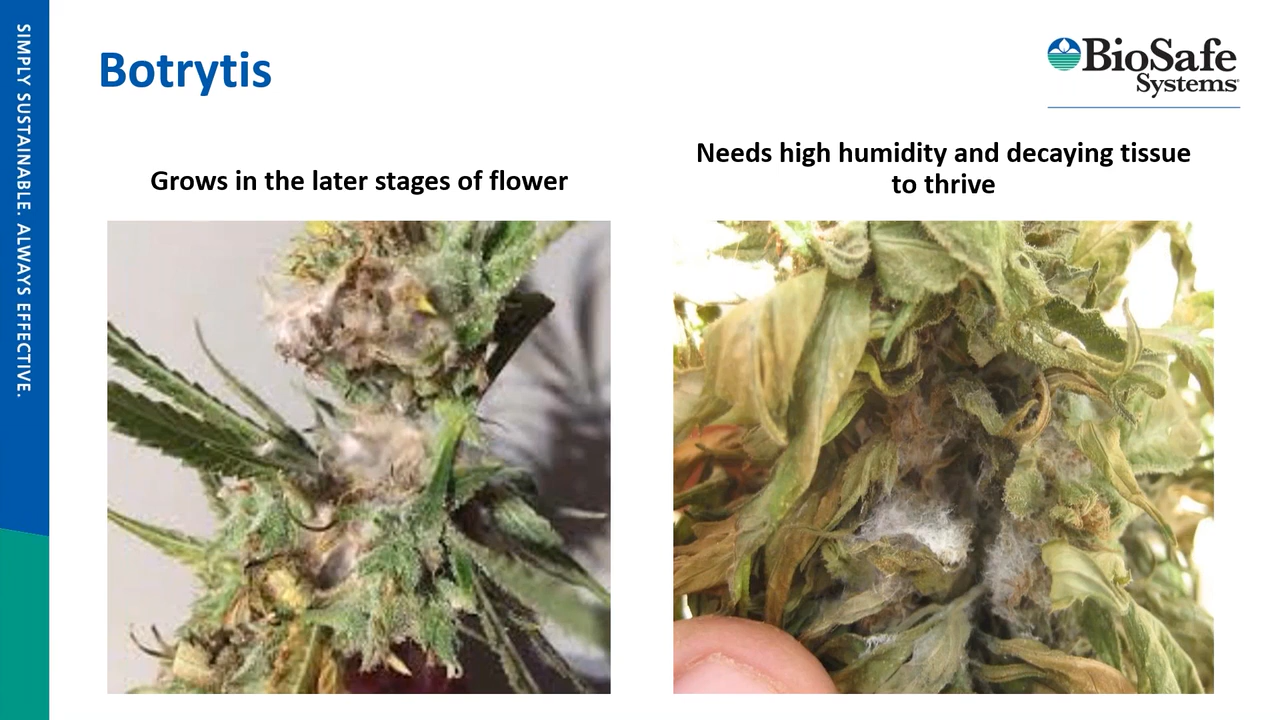 SIMPLY SUSTAINABLE. ALWAYS EFFECTIVE.
Botrytis
BioSafe
Systems
Grows in the later stages of flower
Needs high humidity and decaying tissue
to thrive